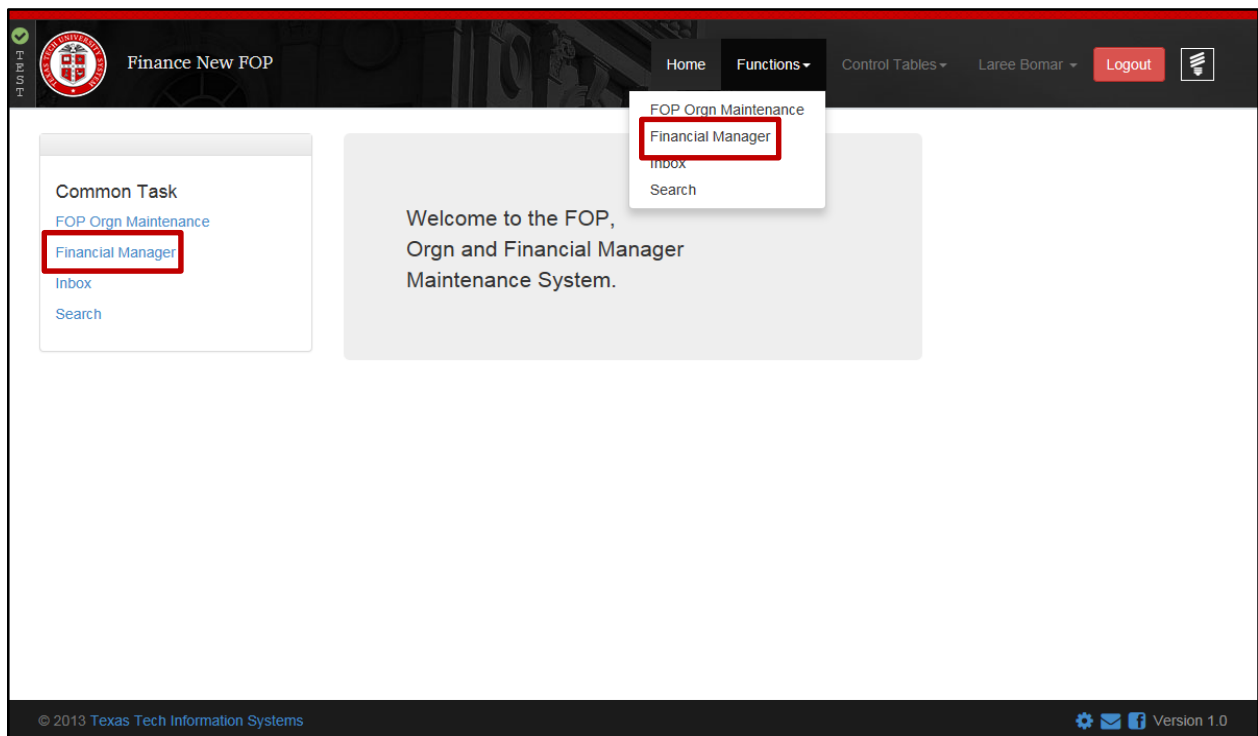 TEST
Finance New FOP
Home
Functions
Control Tables
Laree Bomar
Logout
FOP Orgn Maintenance
Financial Manager
Inbox
Search
Common Task
FOP Orgn Maintenance
Financial Manager
Inbox
Search
Welcome to the FOP,
Orgn and Financial Manager
Maintenance System.
© 2013 Texas Tech Information Systems
Version 1.0